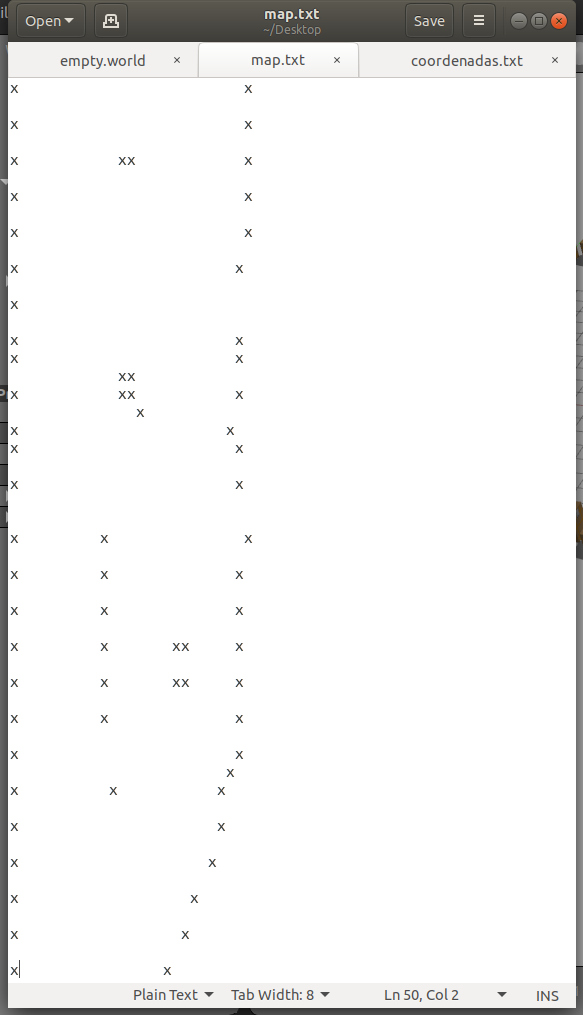 Open
map.txt
~/Desktop
Save
empty.world × map.txt × coordenadas.txt ×
x                         x
x                         x
x           xx            x
x                         x
x                         x
x                        x
x
x                        x
x                        x
            xx
x           xx           x
              x
x                       x
x                        x
x                        x
x         x               x
x         x              x
x         x              x
x         x       xx     x
x         x       xx     x
x         x              x
x                        x
                        x
x          x           x
x                      x
x                     x
x                   x
x                  x
x                x
Plain Text Tab Width: 8 Ln 50, Col 2 INS